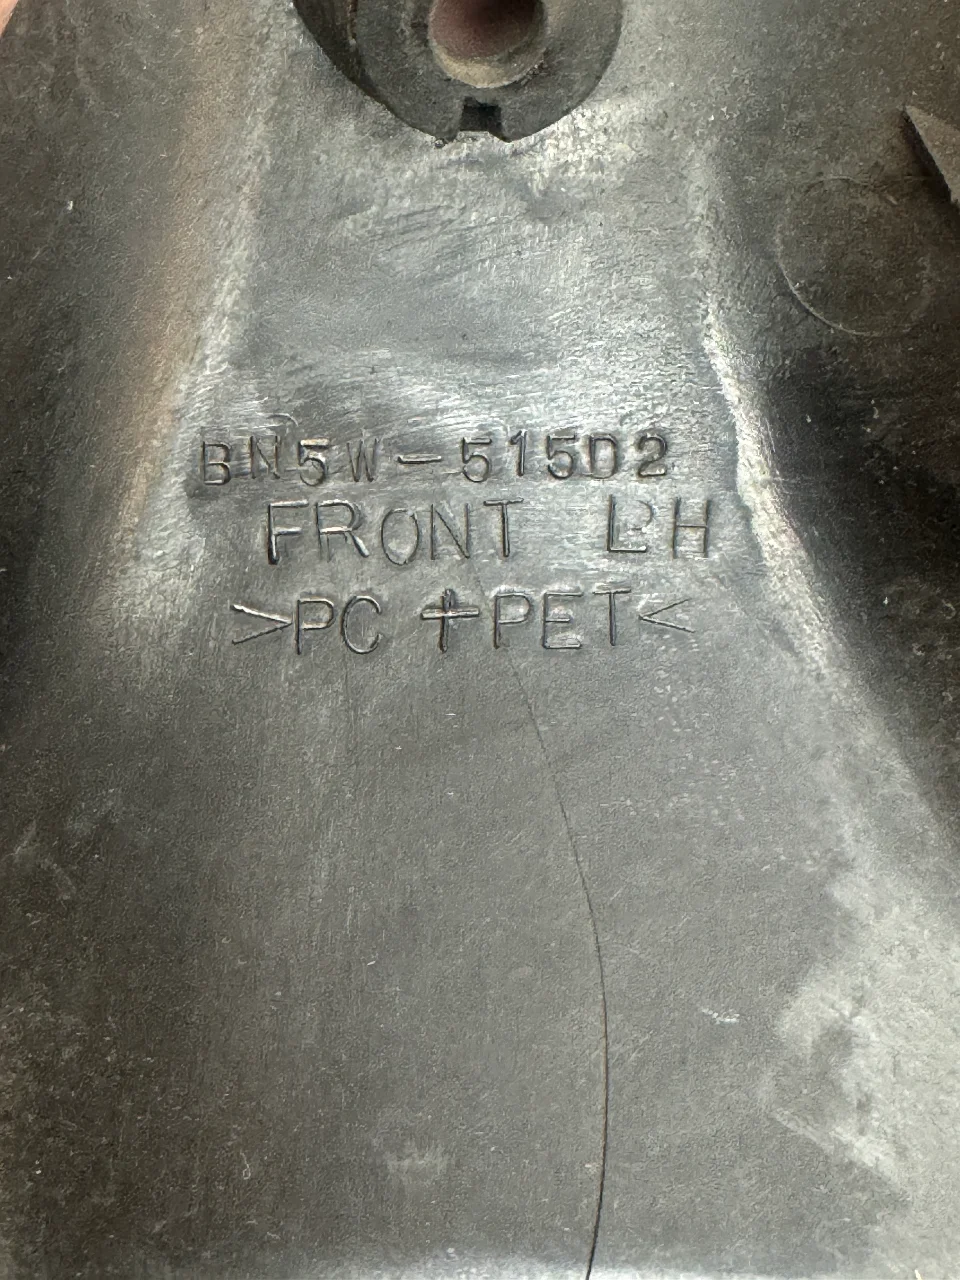 BN5W-515D2
FRONT LH
>PC +PET<